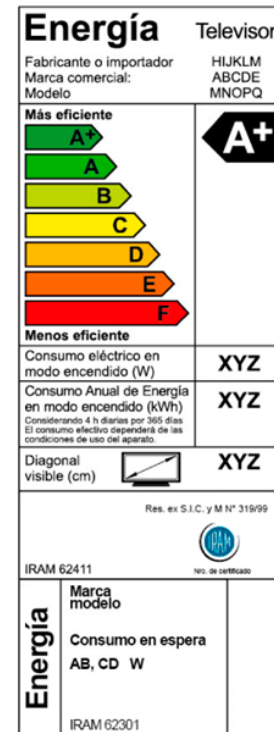 Energía Televisor
Fabricante o importador HIJKLM
Marca comercial: ABCDE
Modelo MNOPQ
Más eficiente
A+ A+
A
B
C
D
E
F
Menos eficiente
Consumo eléctrico en
modo encendido (W) XYZ
Consumo Anual de Energía
en modo encendido (kWh) XYZ
Considerando 4 h diarias por 365 días
El consumo efectivo dependerá de las
condiciones de uso del aparato.
Diagonal
visible (cm) XYZ
Res. ex S.I.C. y M N° 319/99
IRAM
IRAM 62411 Nro. de certificado
Energía
Marca
modelo
Consumo en espera
AB, CD W
IRAM 62301